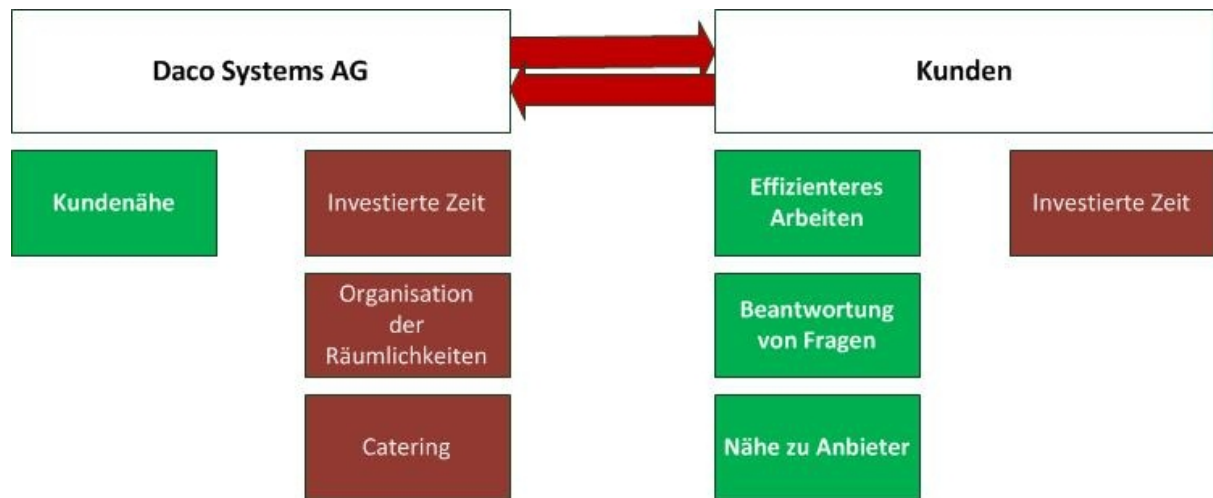 Daco Systems AG
Kunden
Kundenähe
Investierte Zeit
Effizienteres
Arbeiten
Investierte Zeit
Organisation
der
Räumlichkeiten
Beantwortung
von Fragen
Catering
Nähe zu Anbieter